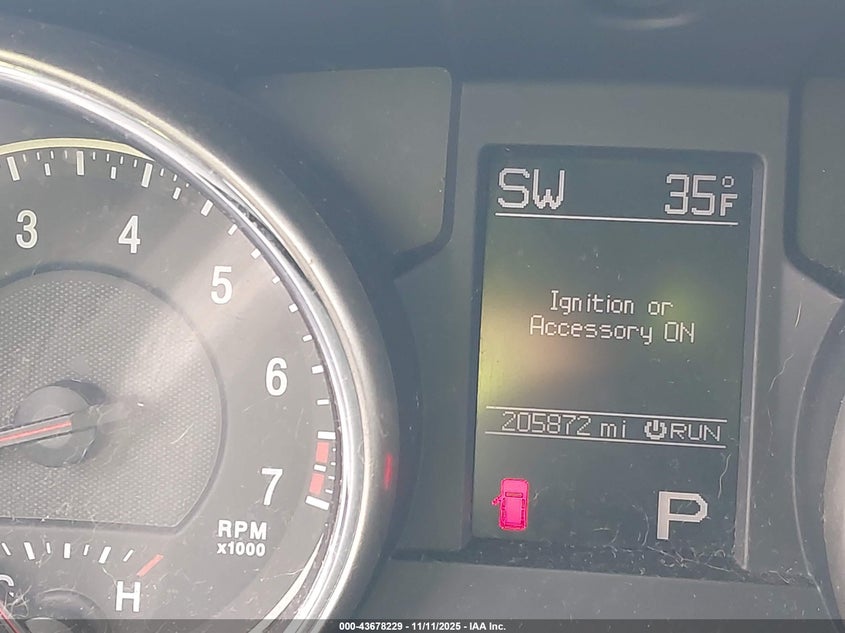 SW 35°F
Ignition or
Accessory ON
205872 mi RUN
P
3
4
5
6
7
RPM
x1000
C H
000-43678229 - 11/11/2025 - IAA Inc.